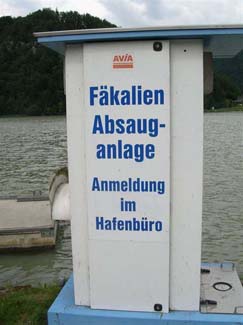 AVIA
Fäkalien
Absaug-
anlage
Anmeldung
im
Hafenbüro